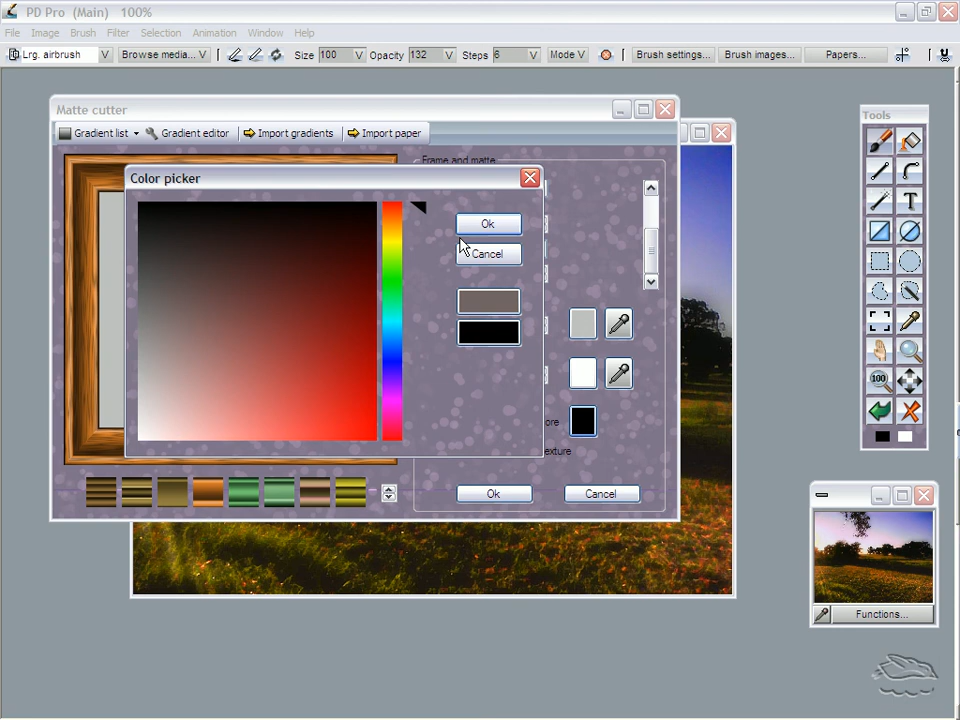 PD Pro (Main) 100%
File Image Brush Filter Selection Animation Window Help
Lrg. airbrush Browse media... Size 100 Opacity 132 Steps 6 Mode Brush settings... Brush images... Papers...
Matte cutter
Gradient list Gradient editor Import gradients Import paper
Frame and matte
Color picker
Ok
Cancel
ore
exture
Ok Cancel
Tools
T
100
Functions...